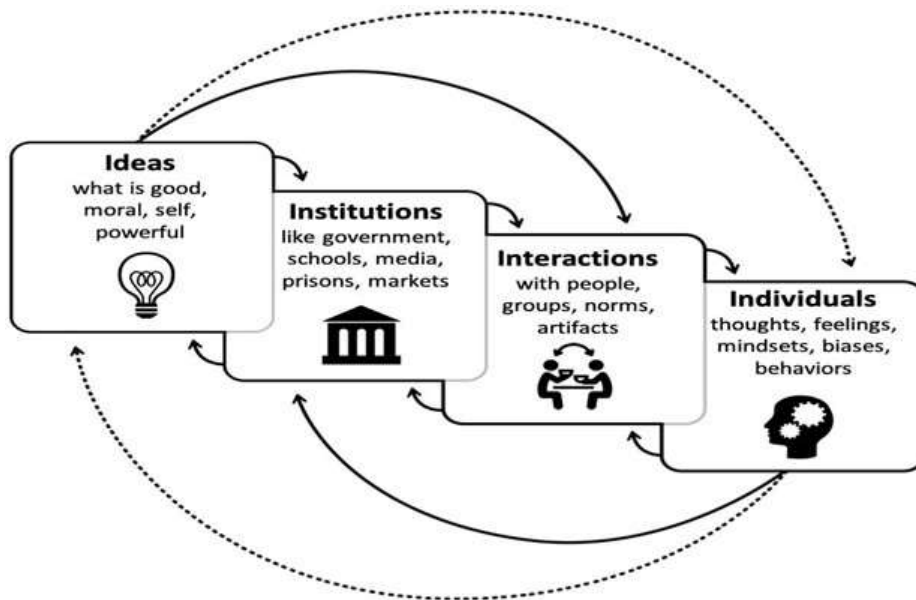 Ideas
what is good,
moral, self,
powerful
Institutions
like government,
schools, media,
prisons, markets
Interactions
with people,
groups, norms,
artifacts
Individuals
thoughts, feelings,
mindsets, biases,
behaviors